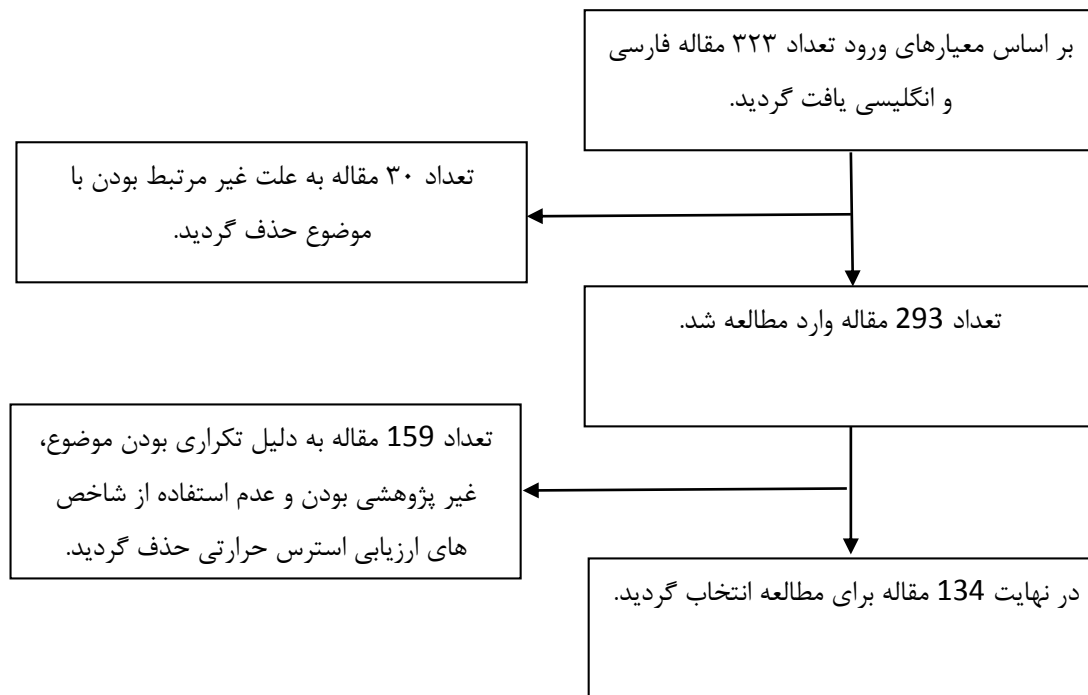 بر اساس معیارهای ورود تعداد ۳۲۳ مقاله فارسی
و انگلیسی یافت گردید.
تعداد ۳۰ مقاله به علت غیر مرتبط بودن با
موضوع حذف گردید.
تعداد 293 مقاله وارد مطالعه شد.
تعداد 159 مقاله به دلیل تکراری بودن موضوع،
غیر پژوهشی بودن و عدم استفاده از شاخص
های ارزیابی استرس حرارتی حذف گردید.
در نهایت 134 مقاله برای مطالعه انتخاب گردید.